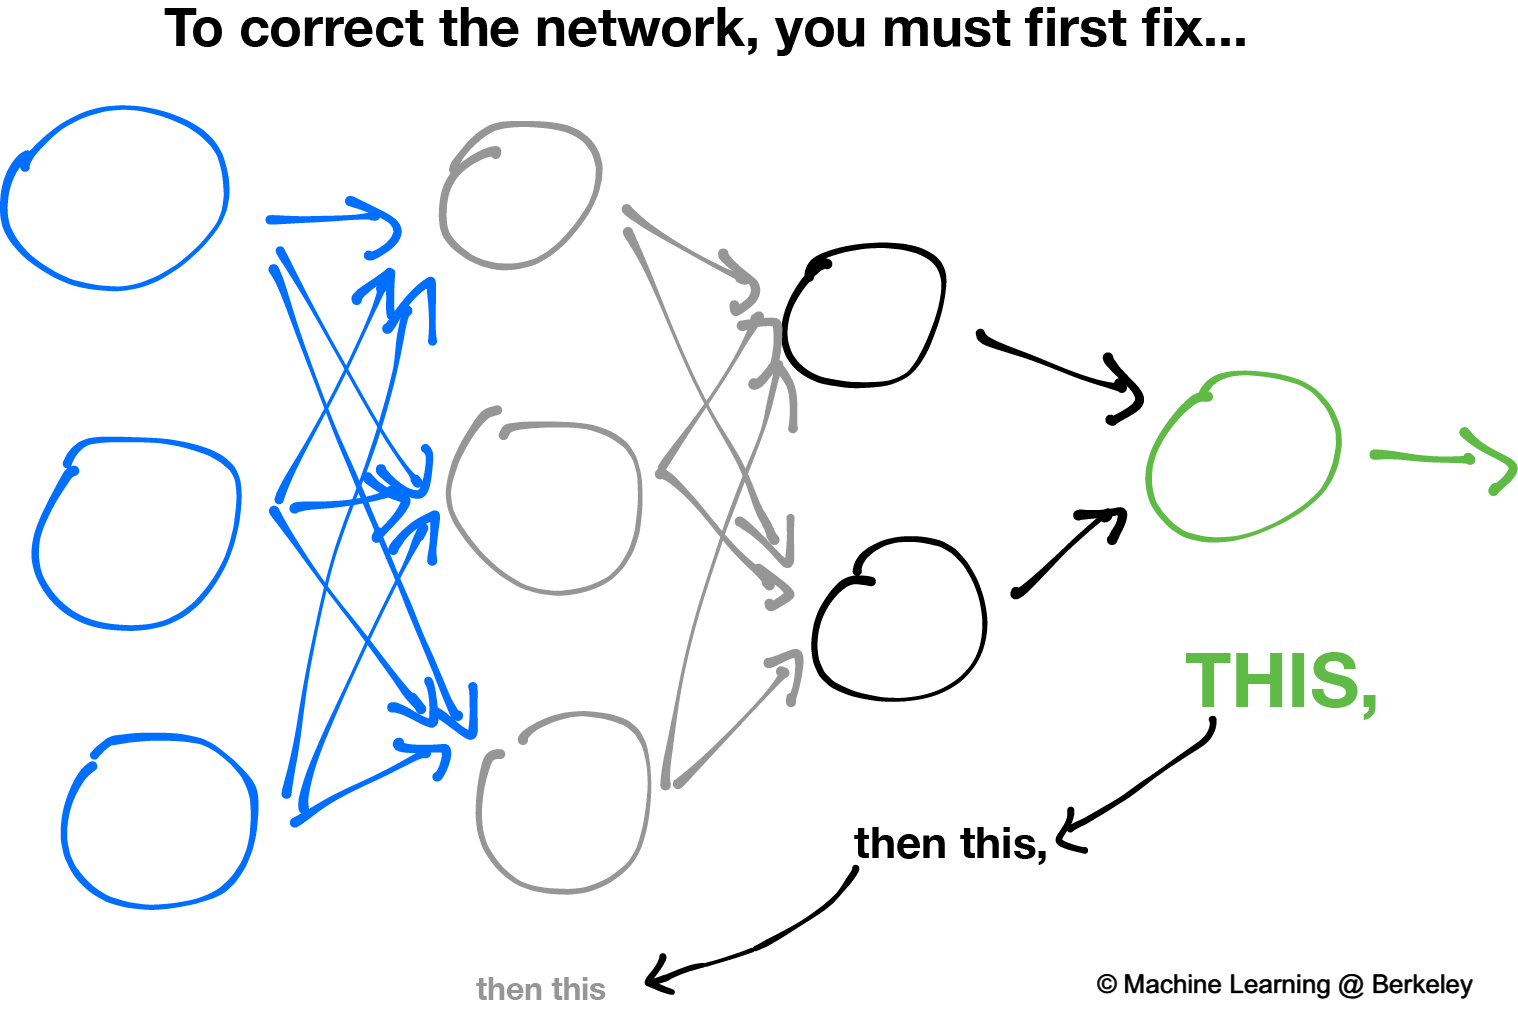 To correct the network, you must first fix...
THIS,
then this,
then this
© Machine Learning @ Berkeley